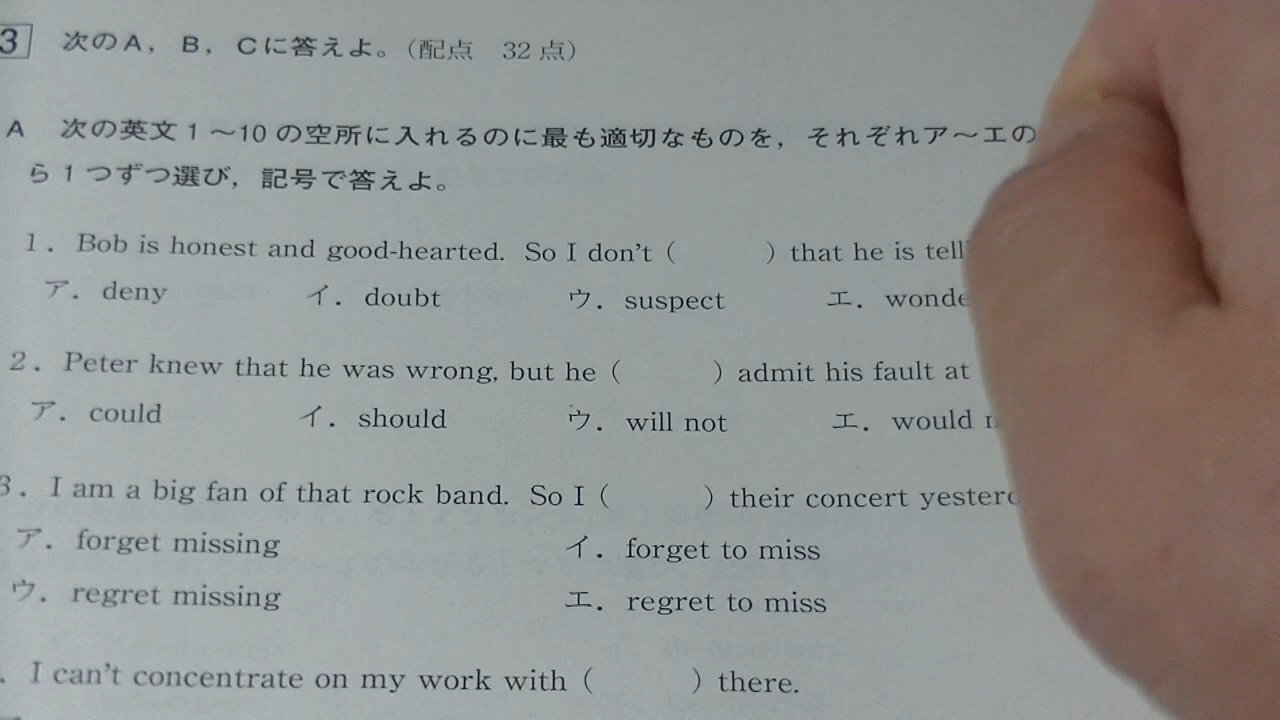 3 次のA，B，Cに答えよ。（配点 32点）
A 次の英文1～10の空所に入れるのに最も適切なものを，それぞれア～エの
ら1つずつ選び，記号で答えよ。
1．Bob is honest and good-hearted. So I don't ( ) that he is
ア．deny イ．doubt ウ．suspect エ．
2．Peter knew that he was wrong, but he ( ) admit his fault at
ア．could イ．should ウ．will not エ．would
3．I am a big fan of that rock band. So I ( ) their concert
ア．forget missing イ．forget to miss
ウ．regret missing エ．regret to miss
. I can't concentrate on my work with ( ) there.